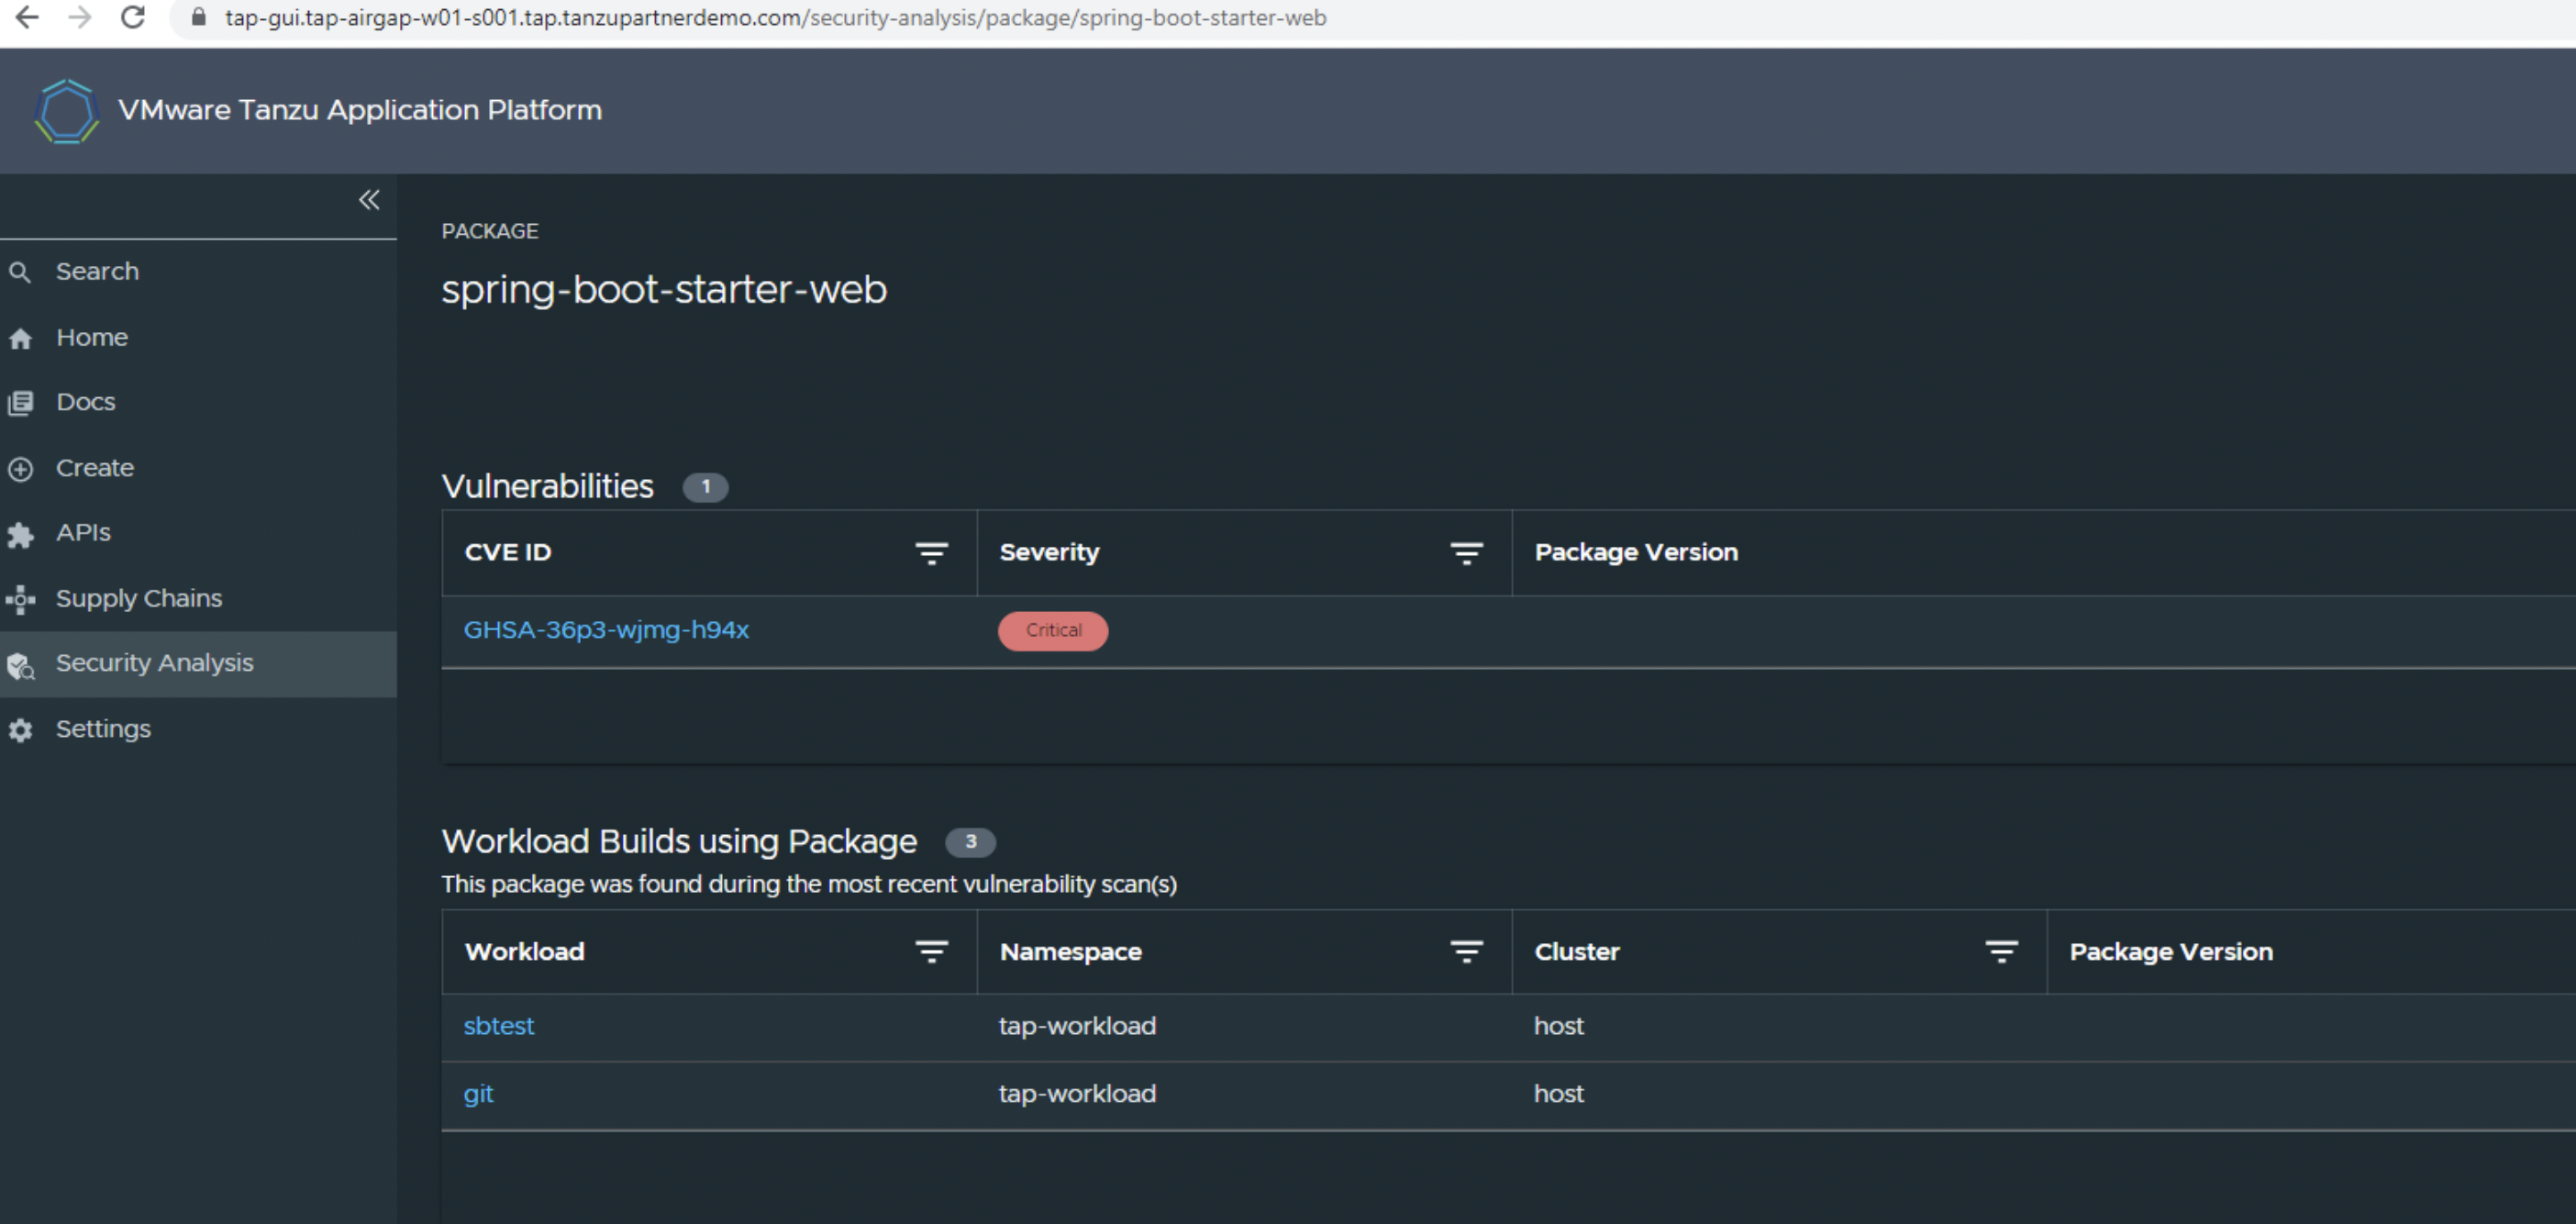 tap-gui.tap-airgap-w01-s001.tap.tanzupartnerdemo.com/security-analysis/package/spring-boot-starter-web
VMware Tanzu Application Platform
Search
Home
Docs
Create
APIs
Supply Chains
Security Analysis
Settings
PACKAGE
spring-boot-starter-web
Vulnerabilities 1
CVE ID Severity Package Version
GHSA-36p3-wjmg-h94x Critical
Workload Builds using Package 3
This package was found during the most recent vulnerability scan(s)
Workload Namespace Cluster Package Version
sbtest tap-workload host
git tap-workload host